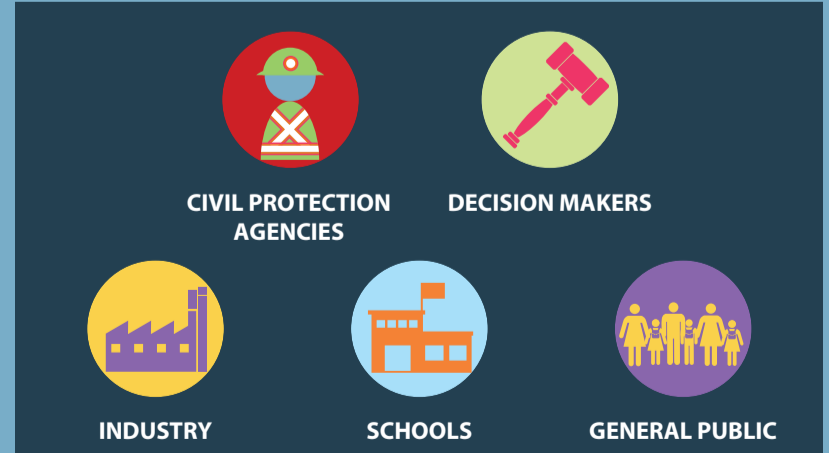 CIVIL PROTECTION
AGENCIES
DECISION MAKERS
INDUSTRY
SCHOOLS
GENERAL PUBLIC